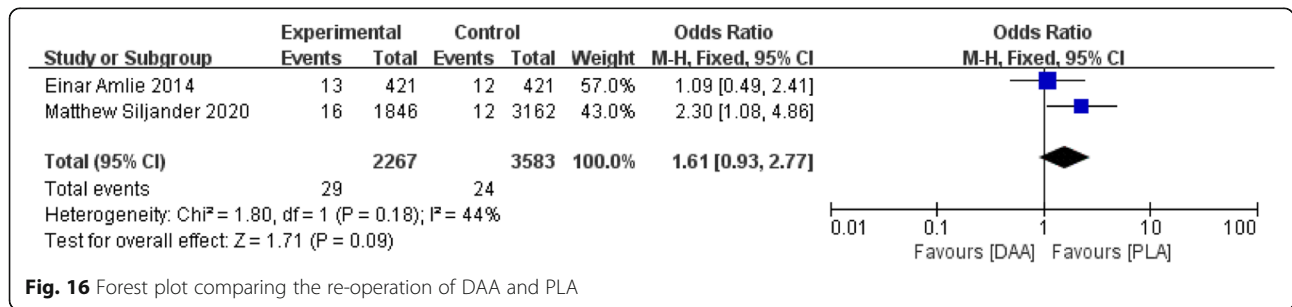 Experimental Control Odds Ratio Odds Ratio
Study or Subgroup Events Total Events Total Weight M-H, Fixed, 95% CI M-H, Fixed, 95% CI
Einar Amlie 2014 13 421 12 421 57.0% 1.09 [0.49, 2.41]
Matthew Siljander 2020 16 1846 12 3162 43.0% 2.30 [1.08, 4.86]
Total (95% CI) 2267 3583 100.0% 1.61 [0.93, 2.77]
Total events 29 24
Heterogeneity: Chi² = 1.80, df = 1 (P = 0.18); I² = 44%
Test for overall effect: Z = 1.71 (P = 0.09)
0.01 0.1 1 10 100
Favours [DAA] Favours [PLA]
Fig. 16 Forest plot comparing the re-operation of DAA and PLA